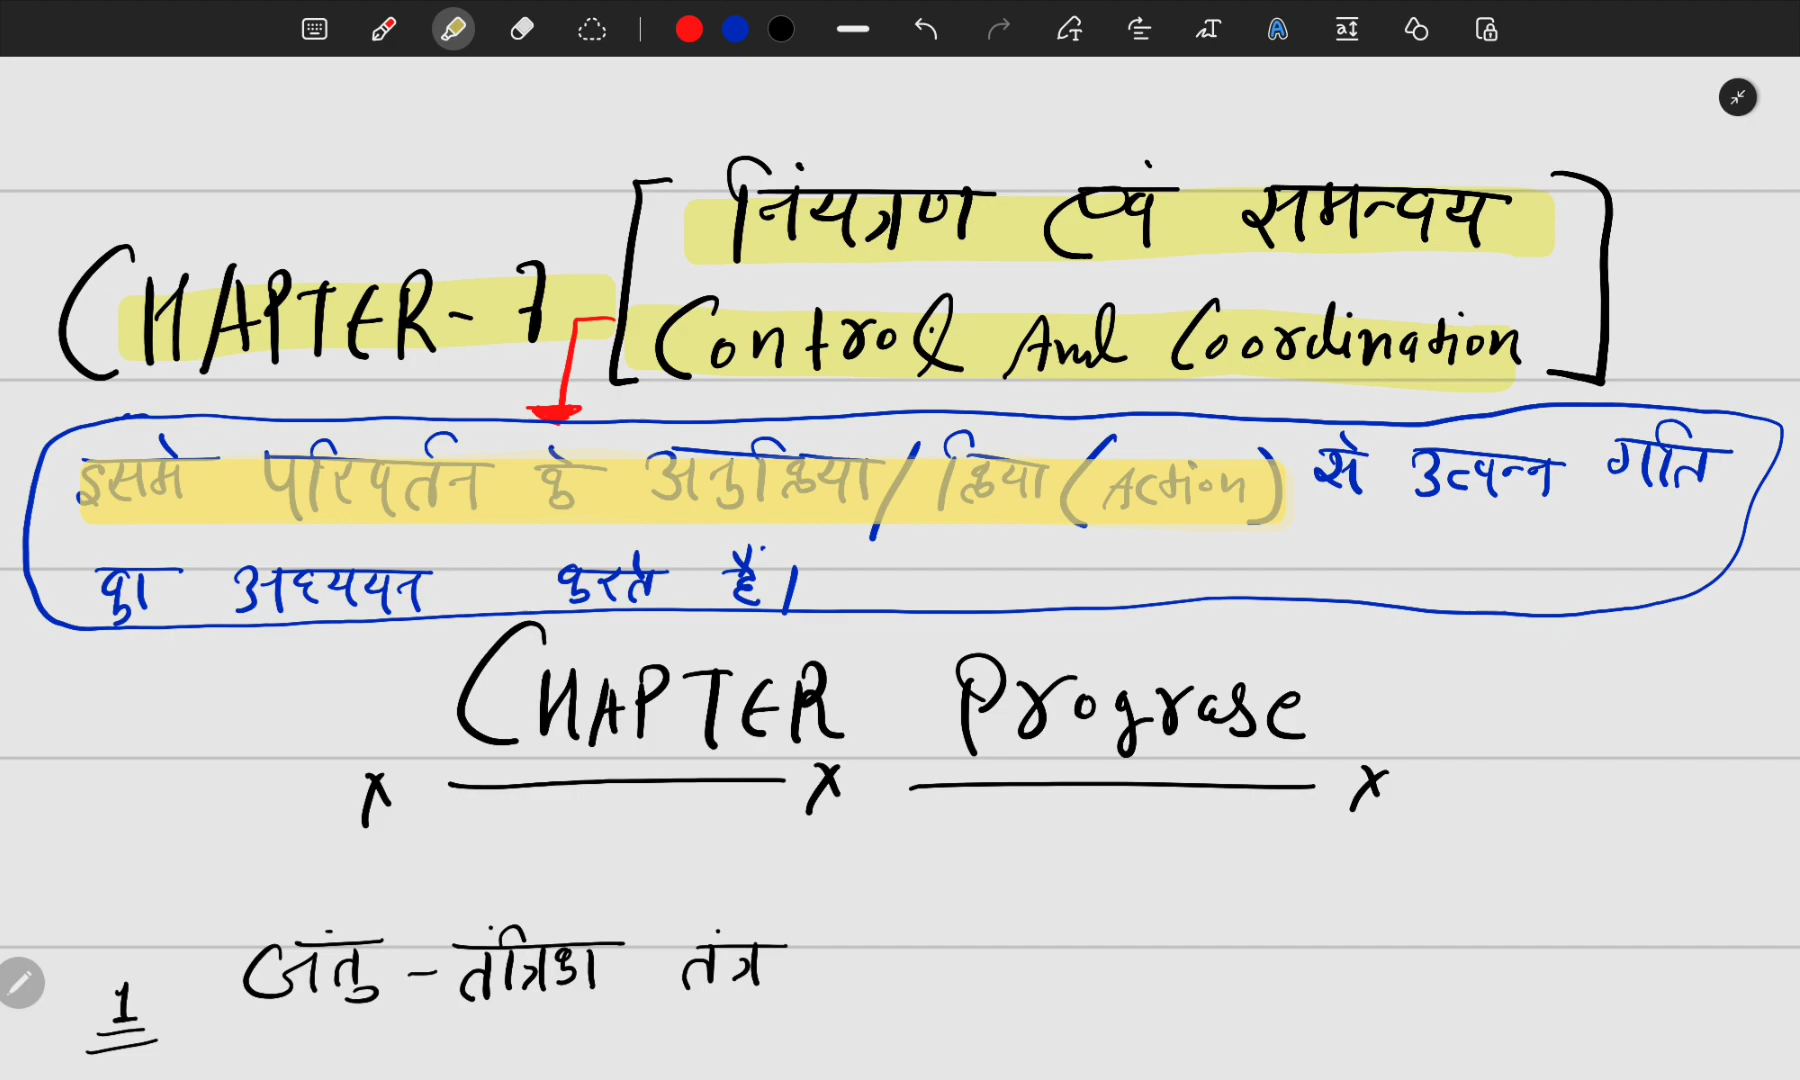 नियंत्रण एवं समन्वय
CHAPTER-7
Control And Coordination
इसमे परिवर्तन के अनुक्रिया/क्रिया (Action) से उत्पन्न गति
का अध्ययन करते हैं।
CHAPTER Prograse
x x x
1 जंतु-तंत्रिका तंत्र